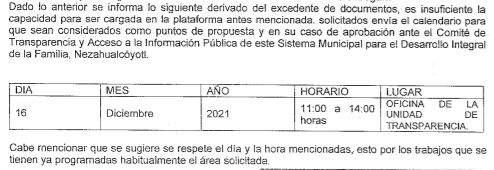 Dado lo anterior se informa lo siguiente derivado del excedente de documentos, es insuficiente la
capacidad para ser cargada en la plataforma antes mencionada. solicitados envía el calendario para
que sean considerados como puntos de propuesta y en su caso de aprobación ante el Comité de
Transparencia y Acceso a la Información Pública de este Sistema Municipal para el Desarrollo Integral
de la Familia, Nezahualcóyotl.
DIA MES AÑO HORARIO LUGAR
16 Diciembre 2021 11:00 a 14:00 horas OFICINA DE LA UNIDAD DE TRANSPARENCIA.
Cabe mencionar que se sugiere se respete el día y la hora mencionadas, esto por los trabajos que se
tienen ya programadas habitualmente el área solicitada.